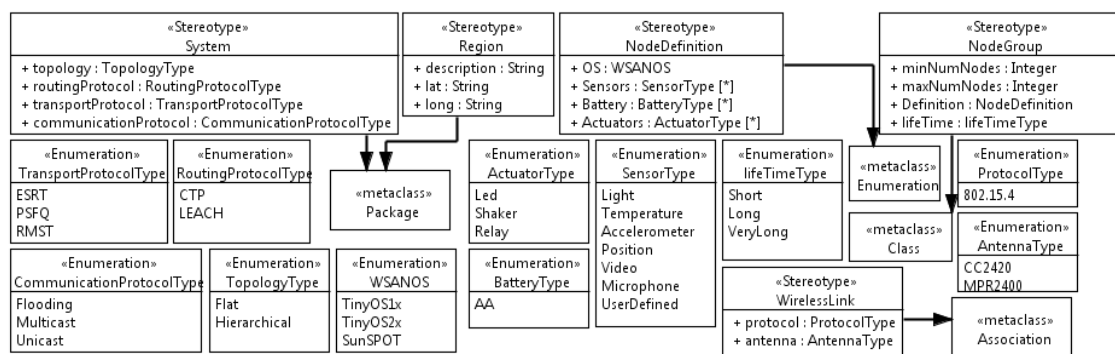 «Stereotype»
System
+ topology : TopologyType
+ routingProtocol : RoutingProtocolType
+ transportProtocol : TransportProtocolType
+ communicationProtocol : CommunicationProtocolType
«Stereotype»
Region
+ description : String
+ lat : String
+ long : String
«Stereotype»
NodeDefinition
+ OS : WSANOS
+ Sensors : SensorType [*]
+ Battery : BatteryType [*]
+ Actuators : ActuatorType [*]
«Stereotype»
NodeGroup
+ minNumNodes : Integer
+ maxNumNodes : Integer
+ Definition : NodeDefinition
+ lifeTime : lifeTimeType
«Enumeration»
TransportProtocolType
ESRT
PSFQ
RMST
«Enumeration»
RoutingProtocolType
CTP
LEACH
«metaclass»
Package
«Enumeration»
ActuatorType
Led
Shaker
Relay
«Enumeration»
SensorType
Light
Temperature
Accelerometer
Position
Video
Microphone
UserDefined
«Enumeration»
lifeTimeType
Short
Long
VeryLong
«metaclass»
Enumeration
«metaclass»
Class
«Enumeration»
ProtocolType
802.15.4
«Enumeration»
AntennaType
CC2420
MPR2400
«Enumeration»
CommunicationProtocolType
Flooding
Multicast
Unicast
«Enumeration»
TopologyType
Flat
Hierarchical
«Enumeration»
WSANOS
TinyOS1x
TinyOS2x
SunSPOT
«Enumeration»
BatteryType
AA
«Stereotype»
WirelessLink
+ protocol : ProtocolType
+ antenna : AntennaType
«metaclass»
Association